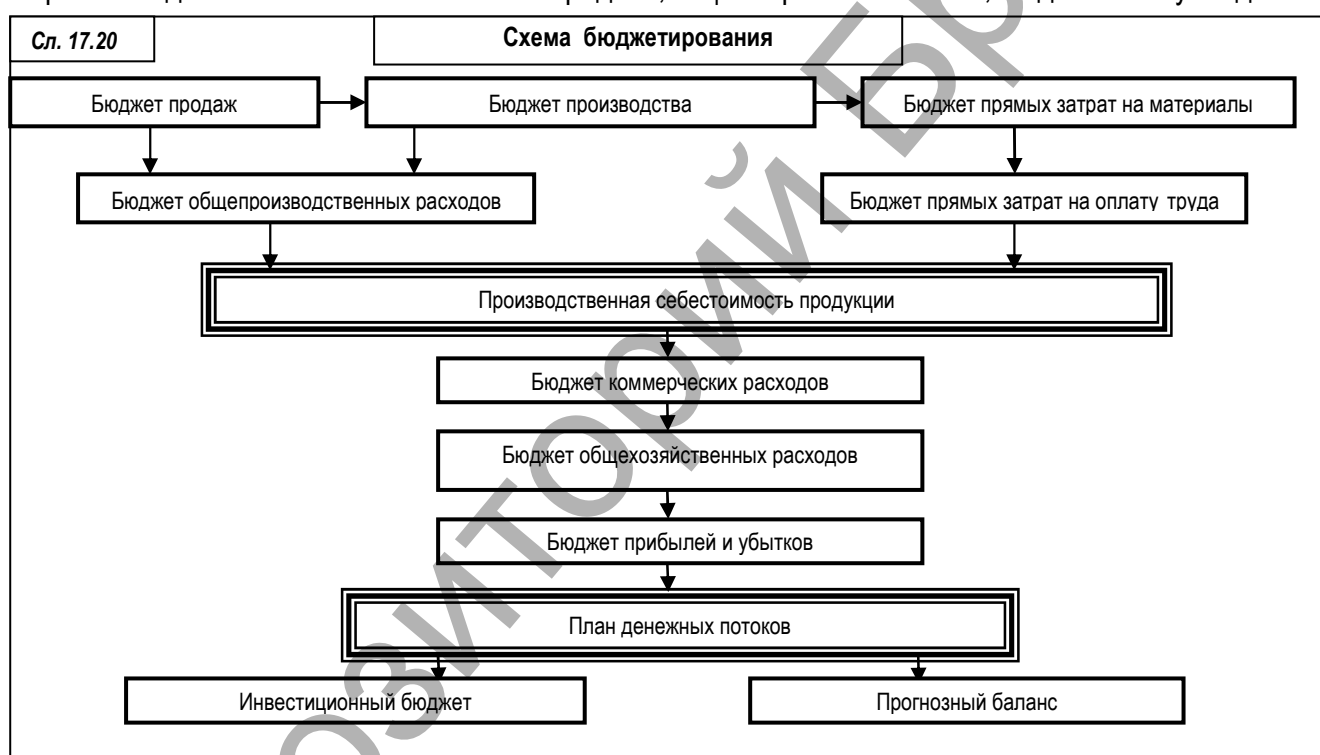 Сл. 17.20
Схема бюджетирования
Бюджет продаж
Бюджет производства
Бюджет прямых затрат на материалы
Бюджет общепроизводственных расходов
Бюджет прямых затрат на оплату труда
Производственная себестоимость продукции
Бюджет коммерческих расходов
Бюджет общехозяйственных расходов
Бюджет прибылей и убытков
План денежных потоков
Инвестиционный бюджет
Прогнозный баланс